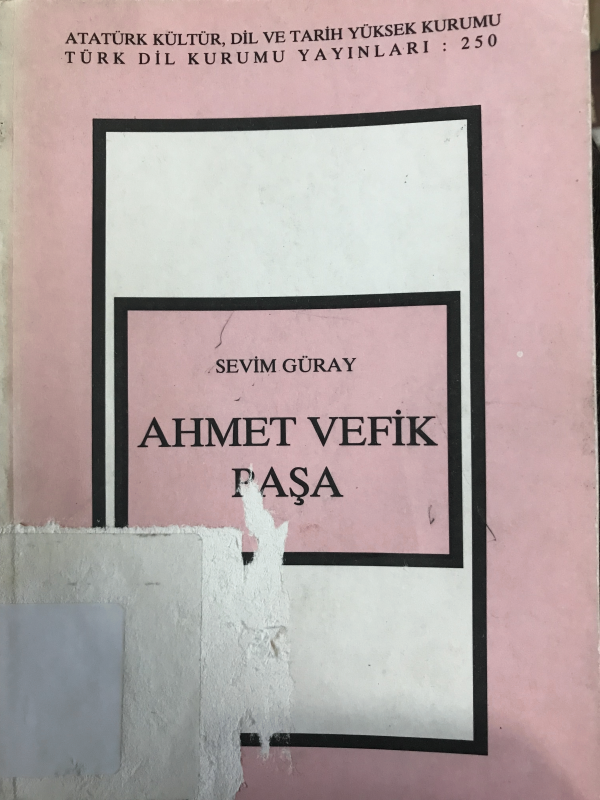 ATATÜRK KÜLTÜR, DİL VE TARİH YÜKSEK KURUMU
TÜRK DİL KURUMU YAYINLARI : 250
SEVİM GÜRAY
AHMET VEFİK
PAŞA